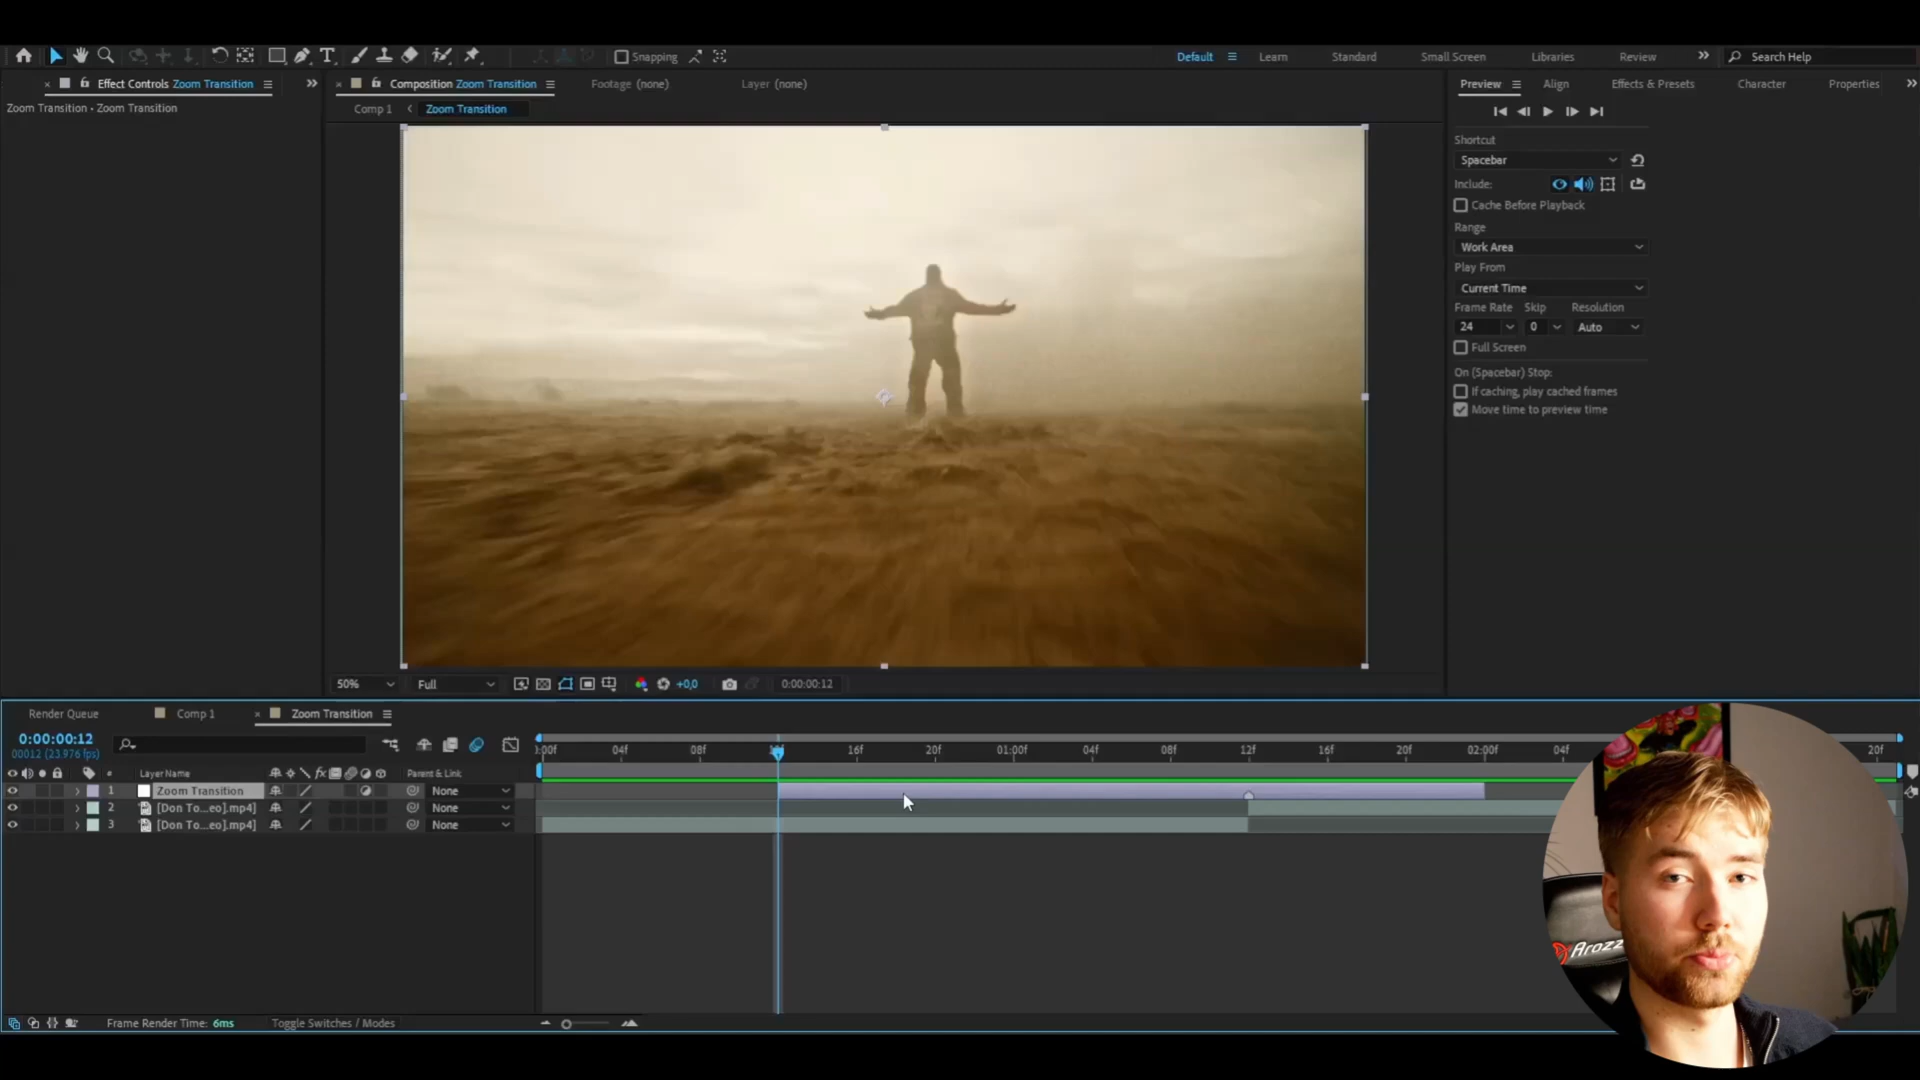 Snapping
Default
Learn
Standard
Small Screen
Libraries
Review
Search Help
Effect Controls Zoom Transition
Composition Zoom Transition
Footage (none)
Layer (none)
Preview
Align
Effects & Presets
Character
Properties
Zoom Transition • Zoom Transition
Comp 1
Zoom Transition
Shortcut
Spacebar
Include:
Cache Before Playback
Range
Work Area
Play From
Current Time
Frame Rate Skip Resolution
24 0 Auto
Full Screen
On (Spacebar) Stop:
If caching, play cached frames
Move time to preview time
50%
Full
+0,0
0:00:00:12
Render Queue
Comp 1
Zoom Transition
0:00:00:12
00012 (23.976 fps)
04f 08f 16f 20f 01:00f 04f 08f 12f 16f 20f 02:00f 04f 20f
# Layer Name fx Parent & Link
1 Zoom Transition None
2 [Don To...eo].mp4] None
3 [Don To...eo].mp4] None
Arozz
Frame Render Time: 6ms
Toggle Switches / Modes